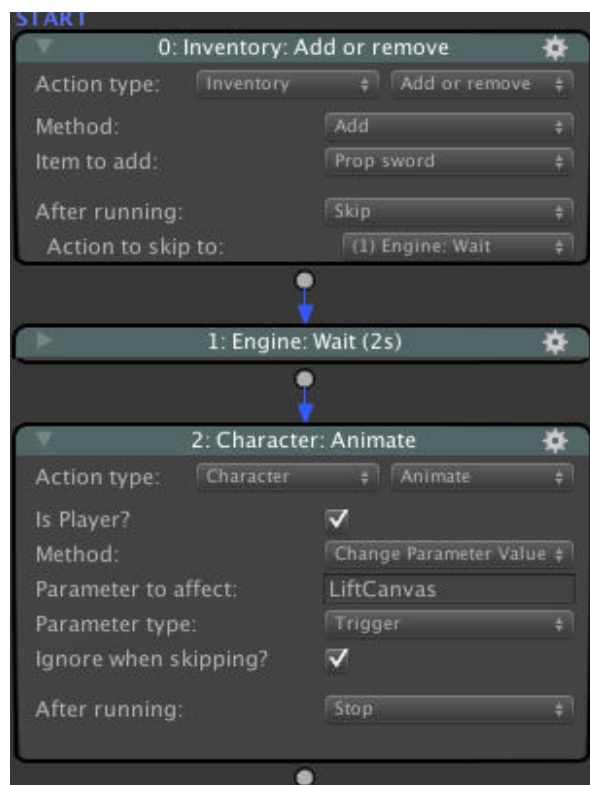 START
0: Inventory: Add or remove
Action type: Inventory Add or remove
Method: Add
Item to add: Prop sword
After running: Skip
Action to skip to: (1) Engine: Wait
1: Engine: Wait (2s)
2: Character: Animate
Action type: Character Animate
Is Player?
Method: Change Parameter Value
Parameter to affect: LiftCanvas
Parameter type: Trigger
Ignore when skipping?
After running: Stop